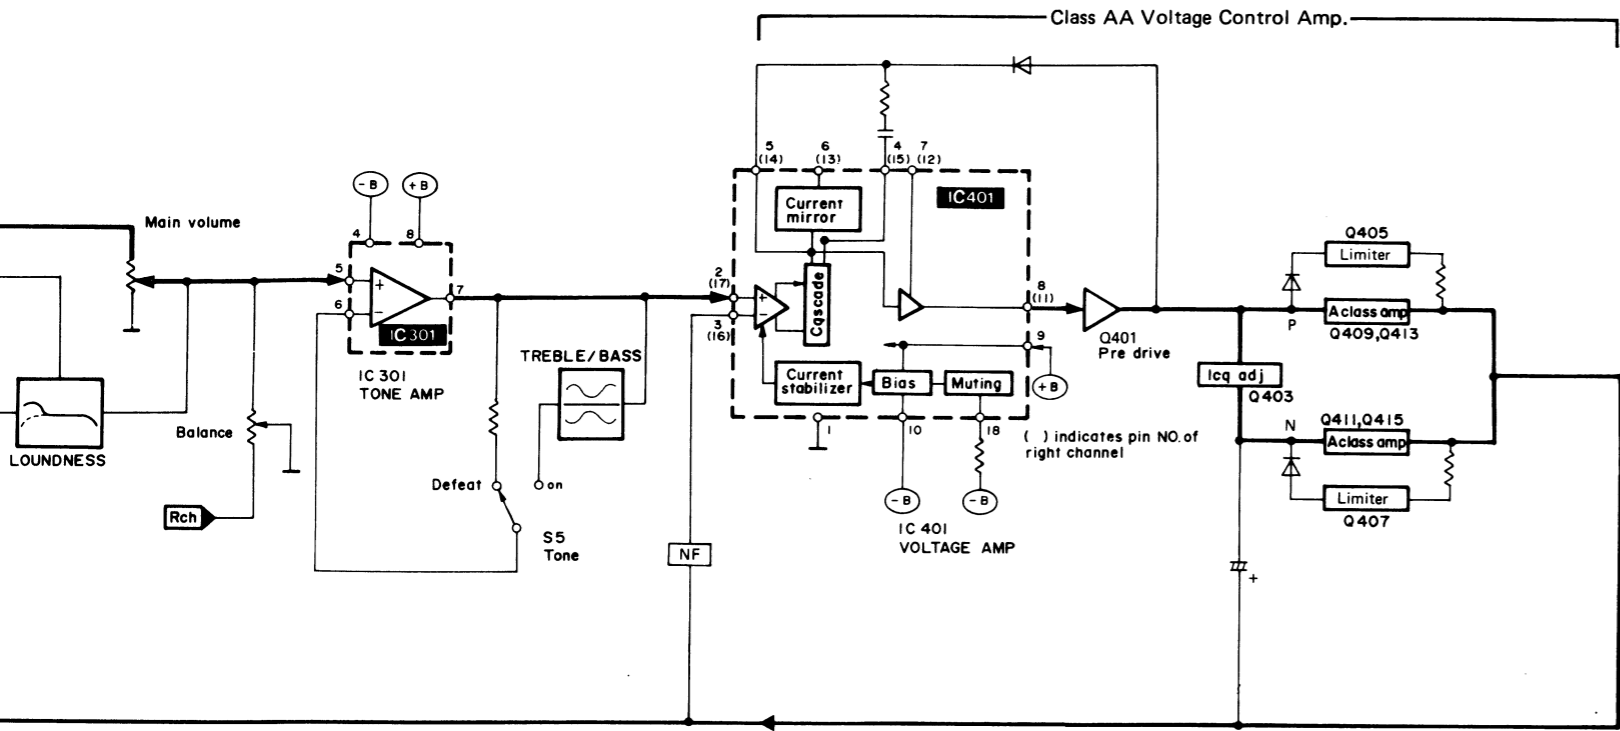 Class AA Voltage Control Amp.
Main volume
-B
+B
4
8
5
6
+
-
7
IC301
IC 301
TONE AMP
LOUNDNESS
Balance
Rch
TREBLE/BASS
Defeat
on
S5
Tone
NF
5
(14)
6
(13)
4
(15)
7
(12)
IC401
Current
mirror
2
(17)
3
(16)
+
-
Cascade
8
(11)
9
+B
Current
stabilizer
Bias
Muting
1
10
18
-B
-B
( ) indicates pin NO. of
right channel
IC 401
VOLTAGE AMP
Q401
Pre drive
Q405
Limiter
P
A class amp
Q409,Q413
Icq adj
Q403
N
Q411,Q415
A class amp
Limiter
Q407
+